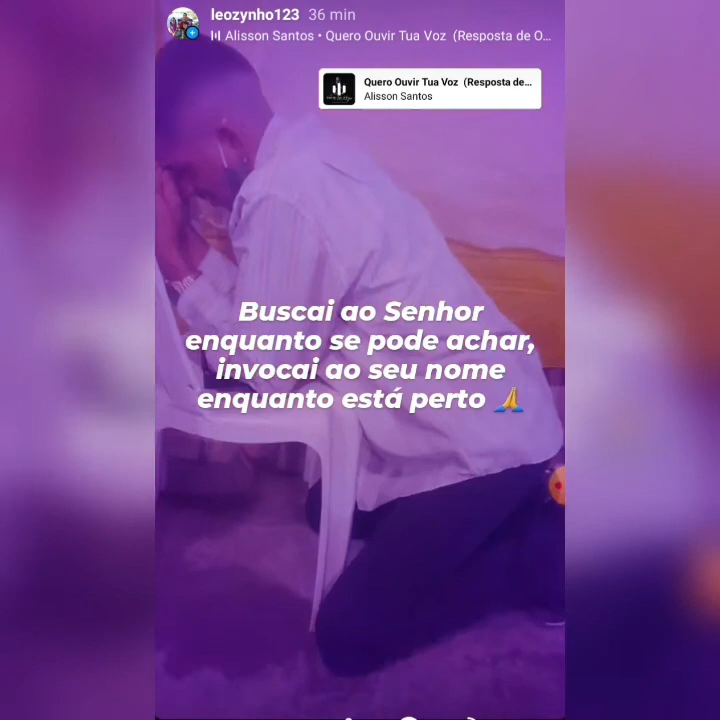 leozynho123 36 min
Alisson Santos • Quero Ouvir Tua Voz (Resposta de O...
Quero Ouvir Tua Voz (Resposta de...
Alisson Santos
Buscai ao Senhor
enquanto se pode achar,
invocai ao seu nome
enquanto está perto 🙏